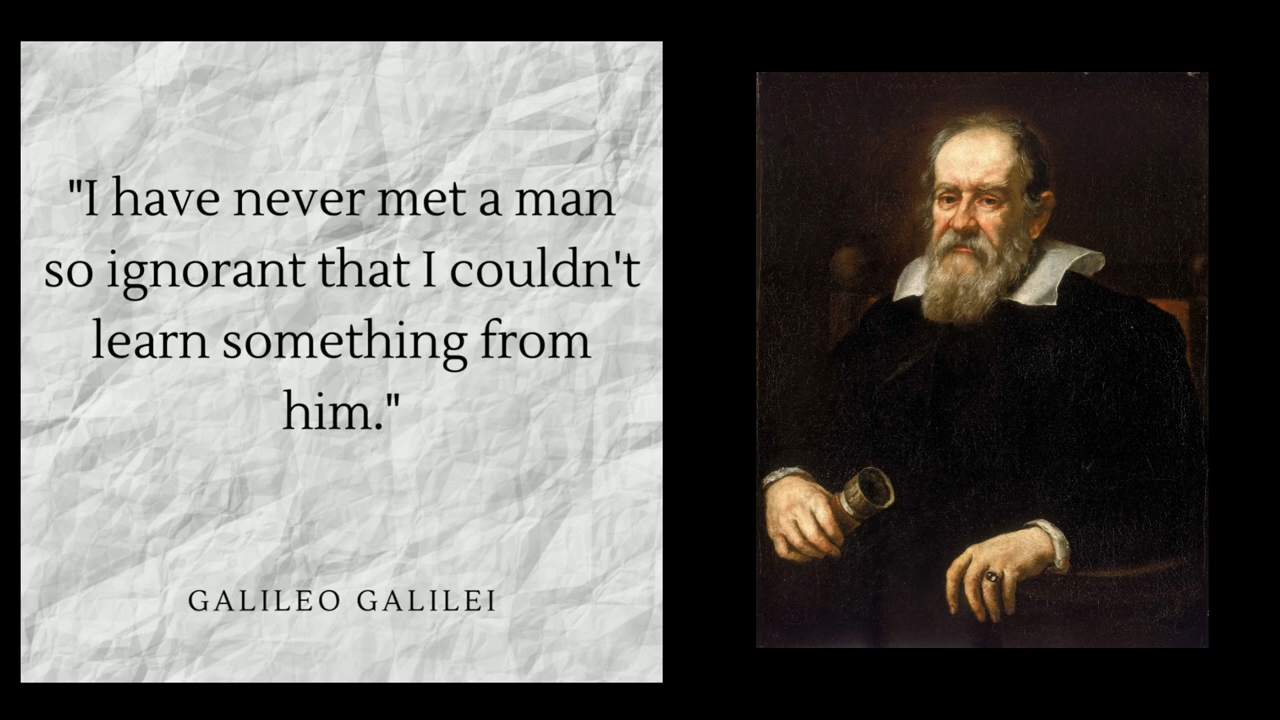 "I have never met a man
so ignorant that I couldn't
learn something from
him."
GALILEO GALILEI